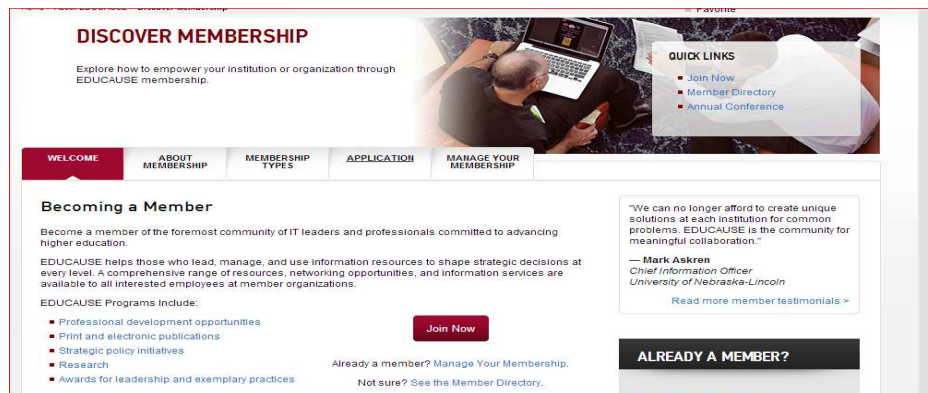 Discover Membership
Favorite
DISCOVER MEMBERSHIP
Explore how to empower your institution or organization through
EDUCAUSE membership.
QUICK LINKS
Join Now
Member Directory
Annual Conference
WELCOME
ABOUT
MEMBERSHIP
MEMBERSHIP
TYPES
APPLICATION
MANAGE YOUR
MEMBERSHIP
Becoming a Member
Become a member of the foremost community of IT leaders and professionals committed to advancing
higher education.
EDUCAUSE helps those who lead, manage, and use information resources to shape strategic decisions at
every level. A comprehensive range of resources, networking opportunities, and information services are
available to all interested employees at member organizations.
EDUCAUSE Programs Include:
Professional development opportunities
Print and electronic publications
Strategic policy initiatives
Research
Awards for leadership and exemplary practices
Join Now
Already a member? Manage Your Membership.
Not sure? See the Member Directory.
"We can no longer afford to create unique
solutions at each institution for common
problems. EDUCAUSE is the community for
meaningful collaboration."
— Mark Askren
Chief Information Officer
University of Nebraska-Lincoln
Read more member testimonials >
ALREADY A MEMBER?